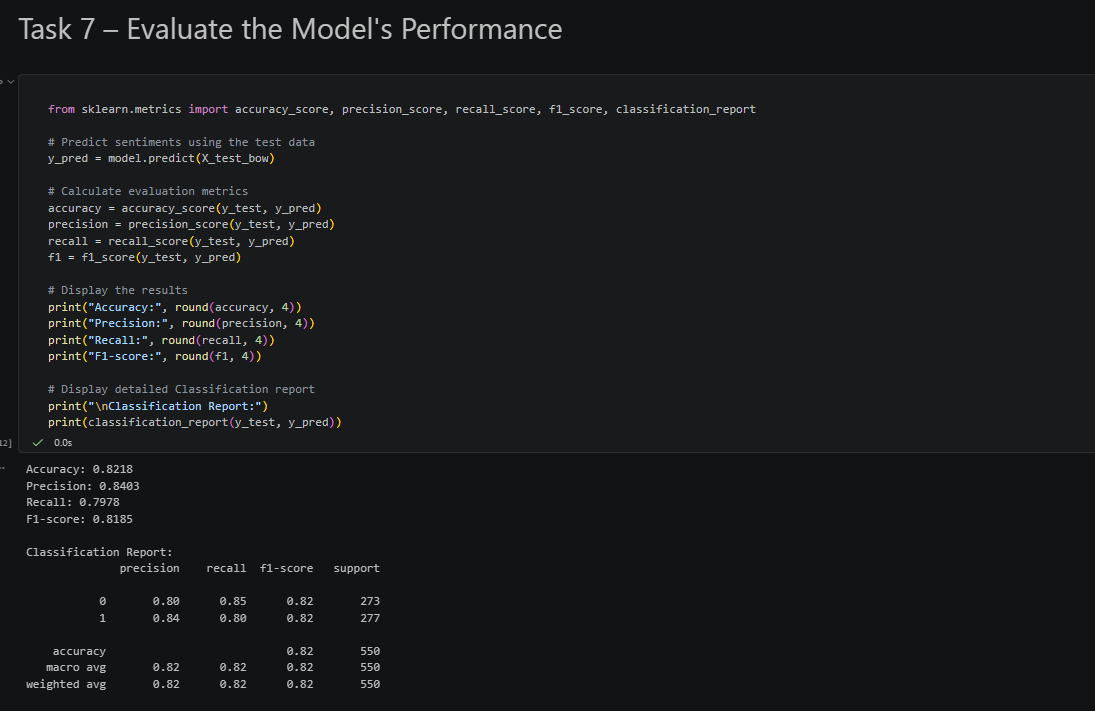 Task 7 – Evaluate the Model's Performance
from sklearn.metrics import accuracy_score, precision_score, recall_score, f1_score, classification_report
# Predict sentiments using the test data
y_pred = model.predict(X_test_bow)
# Calculate evaluation metrics
accuracy = accuracy_score(y_test, y_pred)
precision = precision_score(y_test, y_pred)
recall = recall_score(y_test, y_pred)
f1 = f1_score(y_test, y_pred)
# Display the results
print("Accuracy:", round(accuracy, 4))
print("Precision:", round(precision, 4))
print("Recall:", round(recall, 4))
print("F1-score:", round(f1, 4))
# Display detailed Classification report
print("\nClassification Report:")
print(classification_report(y_test, y_pred))
12] 0.0s
Accuracy: 0.8218
Precision: 0.8403
Recall: 0.7978
F1-score: 0.8185
Classification Report:
precision recall f1-score support
0 0.80 0.85 0.82 273
1 0.84 0.80 0.82 277
accuracy 0.82 550
macro avg 0.82 0.82 0.82 550
weighted avg 0.82 0.82 0.82 550